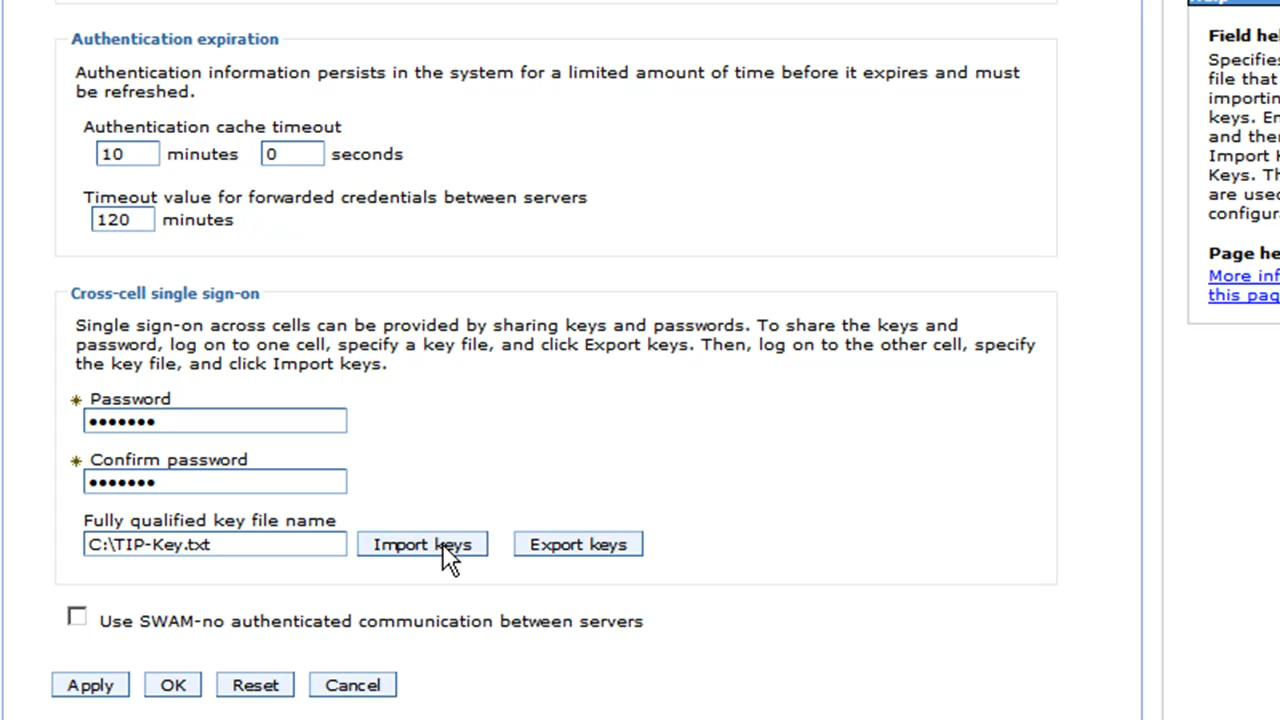 Authentication expiration
Authentication information persists in the system for a limited amount of time before it expires and must
be refreshed.
Authentication cache timeout
10 minutes 0 seconds
Timeout value for forwarded credentials between servers
120 minutes
Cross-cell single sign-on
Single sign-on across cells can be provided by sharing keys and passwords. To share the keys and
password, log on to one cell, specify a key file, and click Export keys. Then, log on to the other cell, specify
the key file, and click Import keys.
Password
•••••••
Confirm password
•••••••
Fully qualified key file name
C:\TIP-Key.txt Import keys Export keys
Use SWAM-no authenticated communication between servers
Apply OK Reset Cancel
Field hel
Specifies
file that
importin
keys. En
and then
Import K
Keys. Th
are used
configur
Page he
More inf
this pag